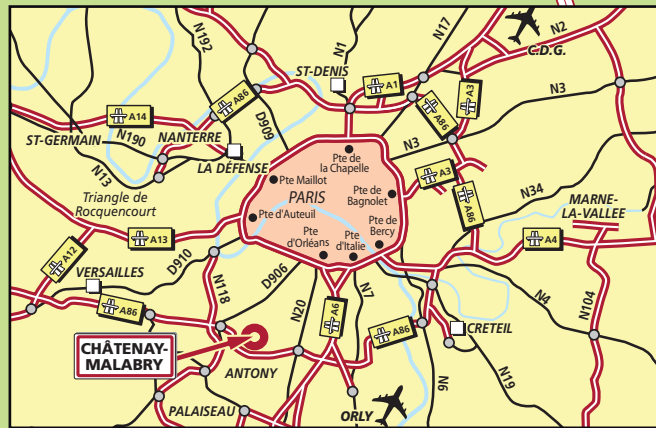 N192
N1
N17
N2
C.D.G.
ST-DENIS
A86
A1
A3
N3
A14
D909
A86
ST-GERMAIN
N190
NANTERRE
N3
Pte de
la Chapelle
N13
LA DÉFENSE
A3
Pte Maillot
PARIS
Pte de
Bagnolet
N34
Triangle de
Rocquencourt
MARNE-
LA-VALLEE
Pte d'Auteuil
Pte de
Bercy
A86
A13
Pte
d'Orléans
Pte
d'Italie
A4
A12
D910
VERSAILLES
D906
N118
N20
A6
N7
N4
N104
A86
A86
CRETEIL
CHÂTENAY-
MALABRY
ANTONY
N6
N19
PALAISEAU
ORLY